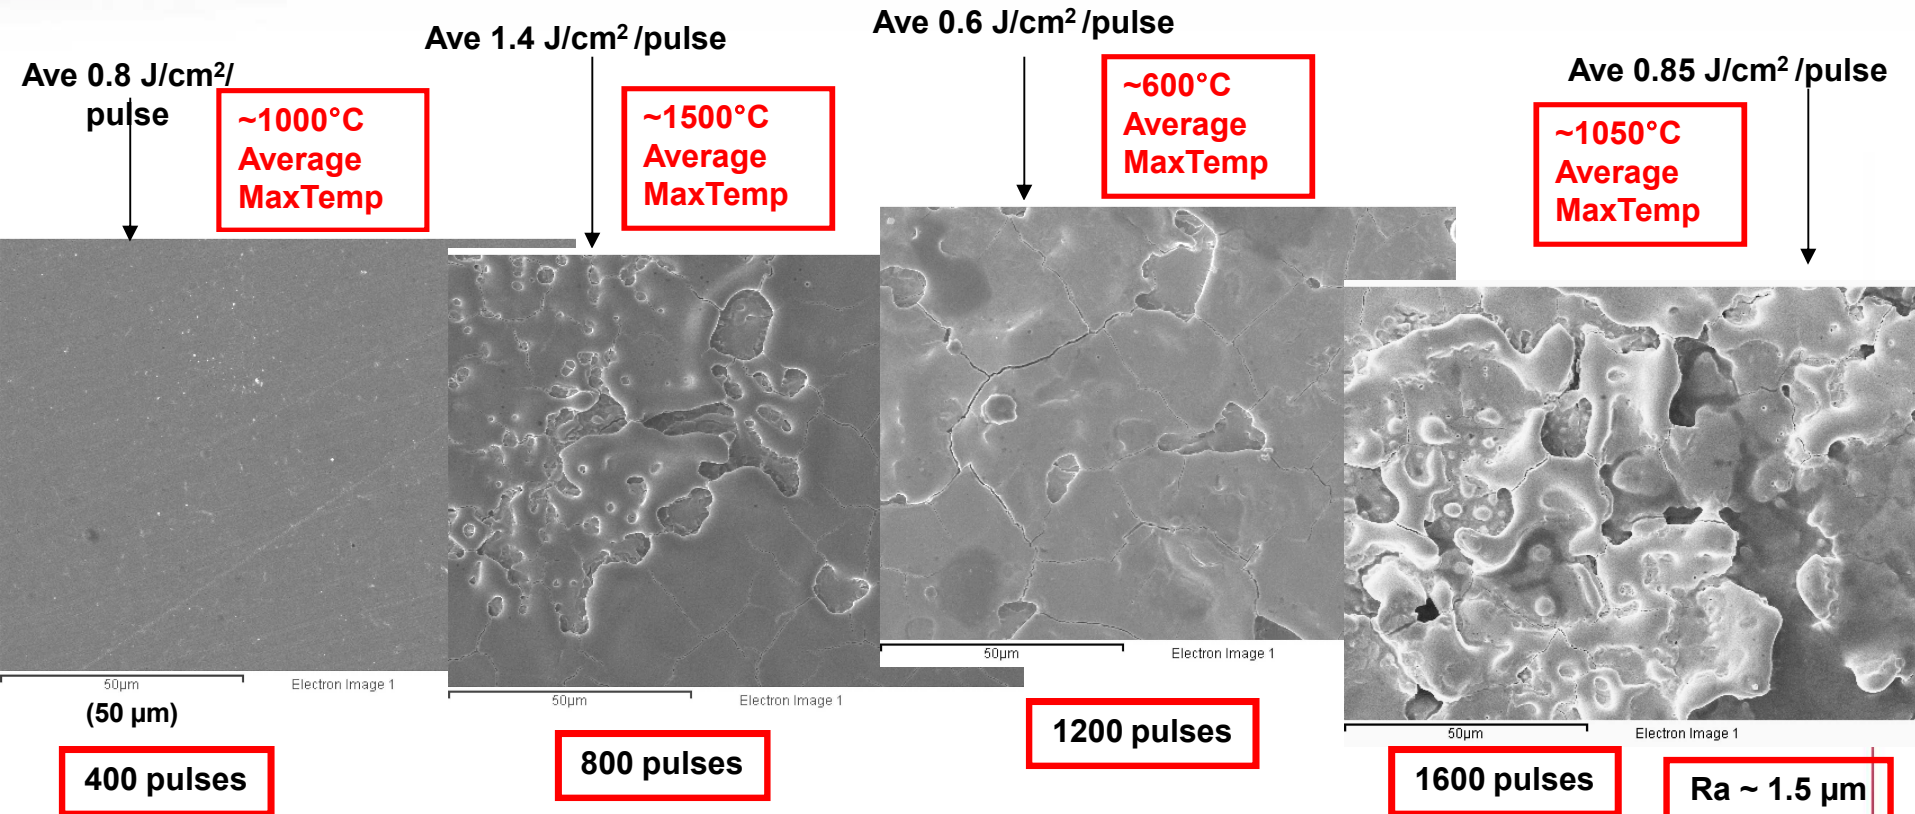 Ave 0.8 J/cm²/
pulse
~1000°C
Average
MaxTemp
Ave 1.4 J/cm² /pulse
~1500°C
Average
MaxTemp
Ave 0.6 J/cm² /pulse
~600°C
Average
MaxTemp
Ave 0.85 J/cm² /pulse
~1050°C
Average
MaxTemp
50µm
Electron Image 1
(50 µm)
400 pulses
50µm
Electron Image 1
800 pulses
50µm
Electron Image 1
1200 pulses
50µm
Electron Image 1
1600 pulses
Ra ~ 1.5 µm